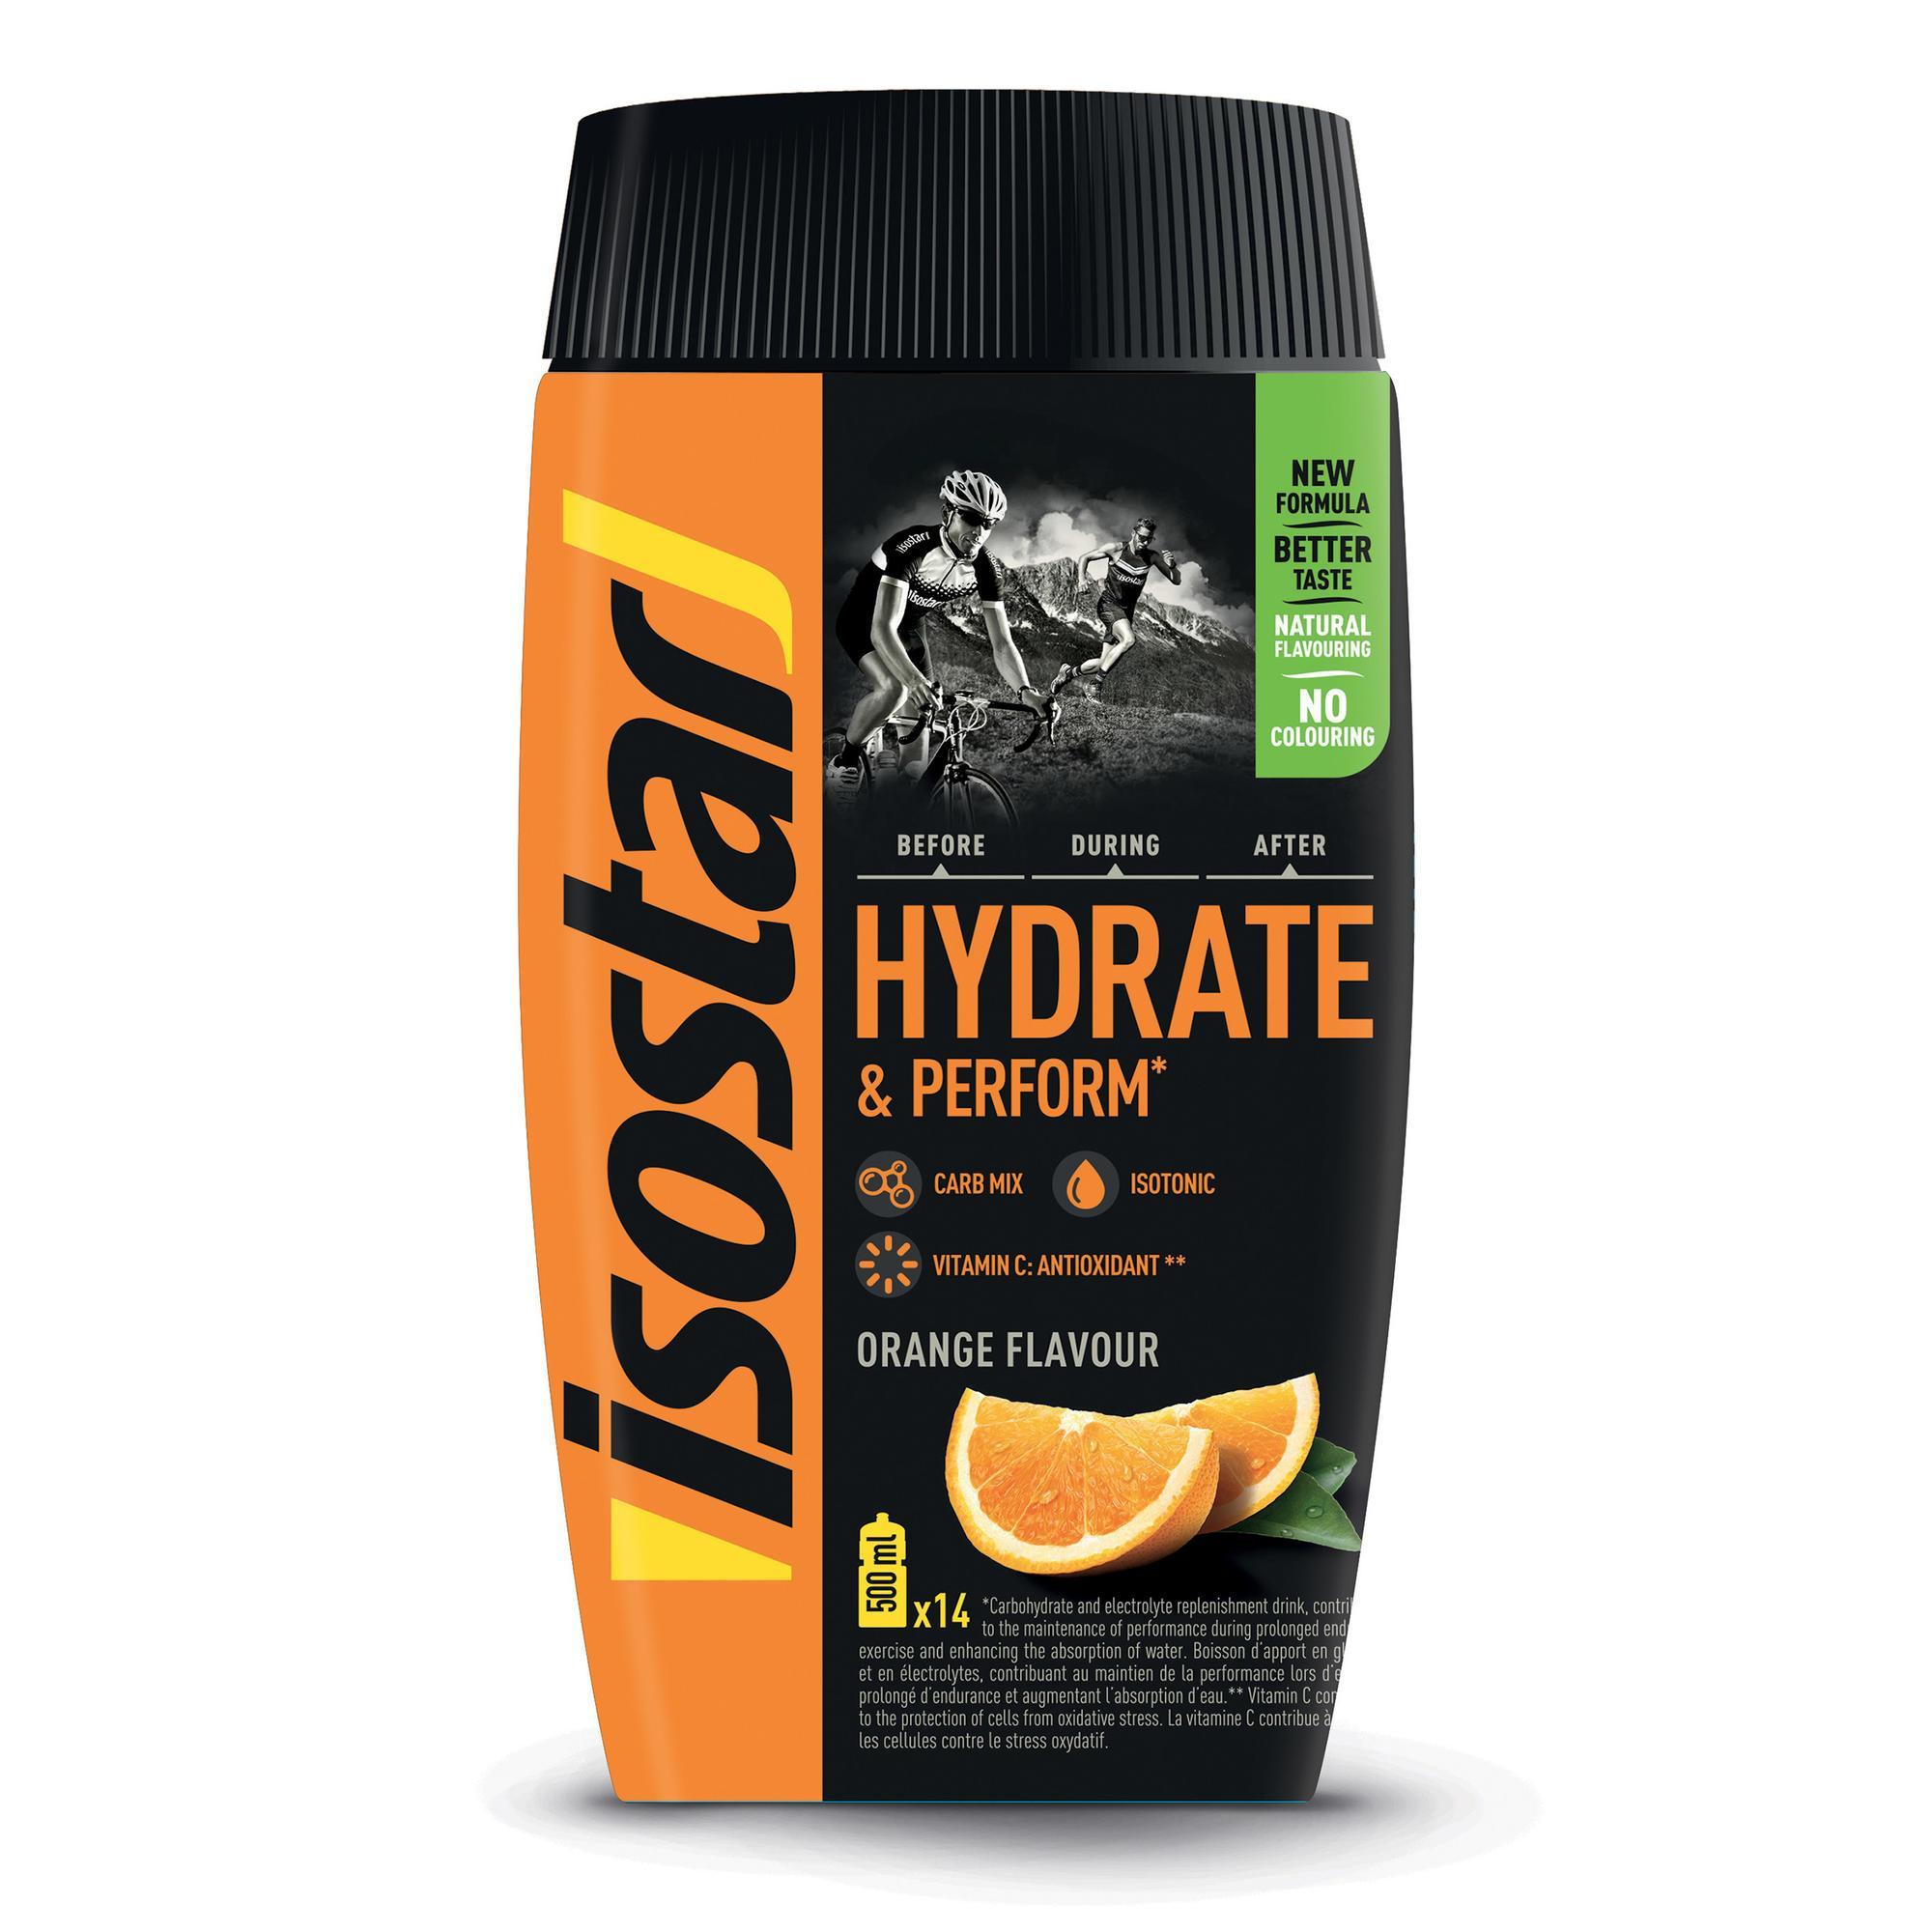 isostar
NEW
FORMULA
BETTER
TASTE
NATURAL
FLAVOURING
NO
COLOURING
isostar
isostar
isostar
BEFORE DURING AFTER
HYDRATE
& PERFORM*
CARB MIX ISOTONIC
VITAMIN C: ANTIOXIDANT **
ORANGE FLAVOUR
500 ml
x14
*Carbohydrate and electrolyte replenishment drink,
to the maintenance of performance during prolonged
exercise and enhancing the absorption of water. Boisson d'apport en
et en électrolytes, contribuant au maintien de la performance lors
prolongé d'endurance et augmentant l'absorption d'eau.** Vitamin C
to the protection of cells from oxidative stress. La vitamine C contribue à
les cellules contre le stress oxydatif.